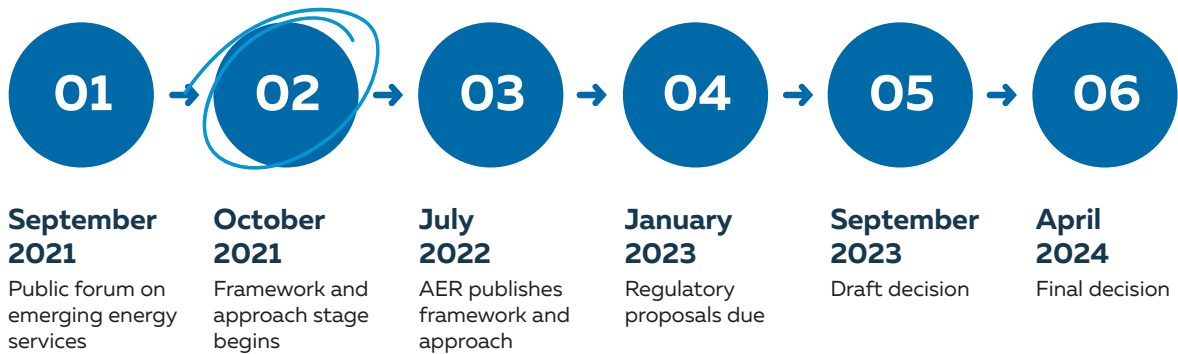 01
02
03
04
05
06
September
2021
Public forum on
emerging energy
services
October
2021
Framework and
approach stage
begins
July
2022
AER publishes
framework and
approach
January
2023
Regulatory
proposals due
September
2023
Draft decision
April
2024
Final decision